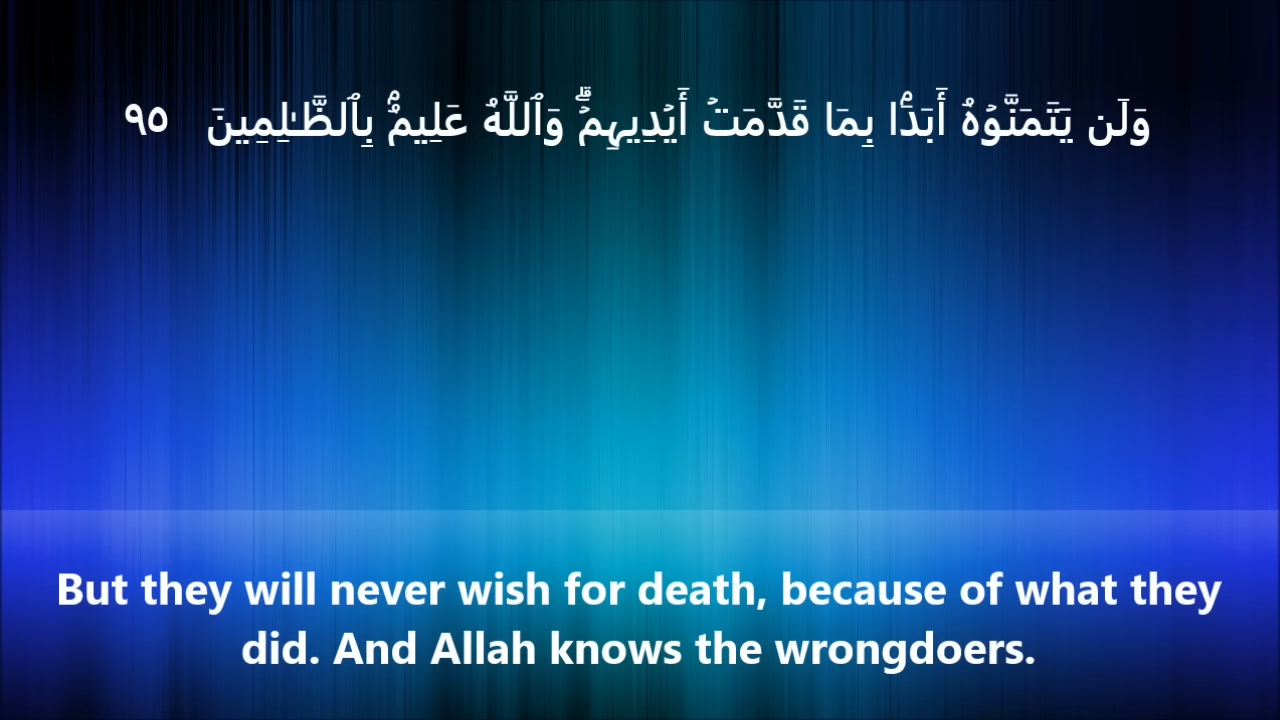 وَلَن يَتَمَنَّوۡهُ أَبَدَۢا بِمَا قَدَّمَتۡ أَيۡدِيهِمۡۚ وَٱللَّهُ عَلِيمُۢ بِٱلظَّٰلِمِينَ ٩٥
But they will never wish for death, because of what they
did. And Allah knows the wrongdoers.